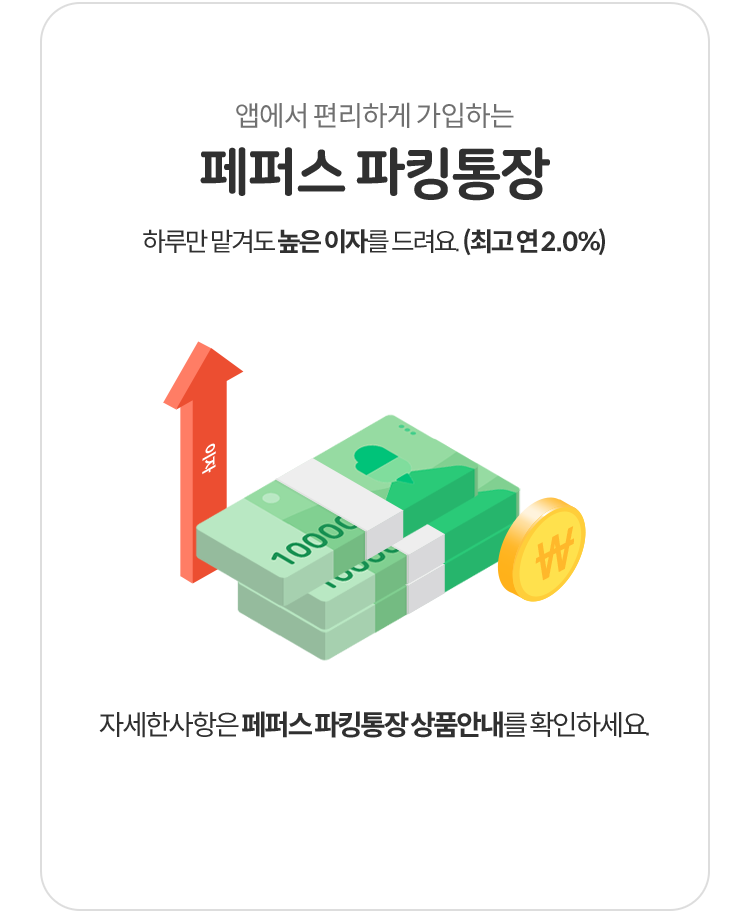 앱에서 편리하게 가입하는
페퍼스 파킹통장
하루만 맡겨도 높은 이자를 드려요. (최고 연 2.0%)
이자
10000
10000
₩
자세한사항은 페퍼스 파킹통장 상품안내를 확인하세요.